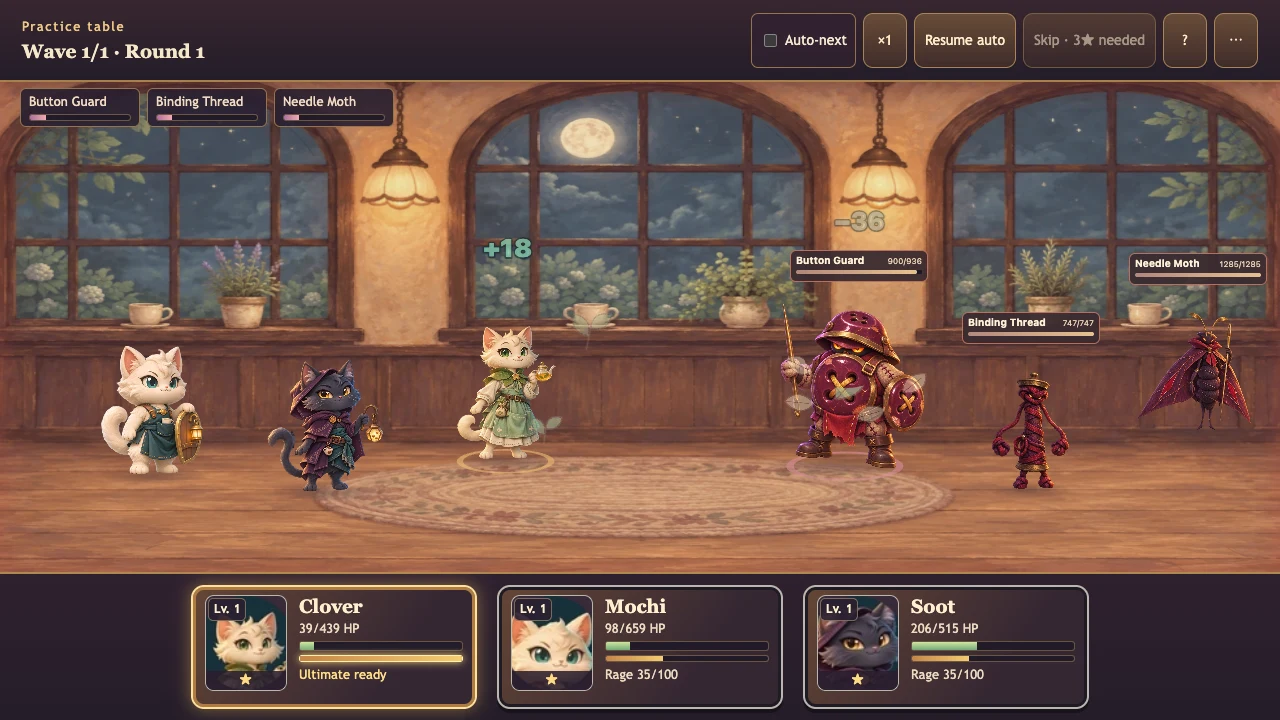 Practice table
Wave 1/1 · Round 1
Auto-next
×1
Resume auto
Skip · 3★ needed
?
...
Button Guard
Binding Thread
Needle Moth
+18
−36
Button Guard 900/936
Needle Moth 1285/1285
Binding Thread 747/747
Lv. 1
Clover
39/439 HP
Ultimate ready
Lv. 1
Mochi
98/659 HP
Rage 35/100
Lv. 1
Soot
206/515 HP
Rage 35/100